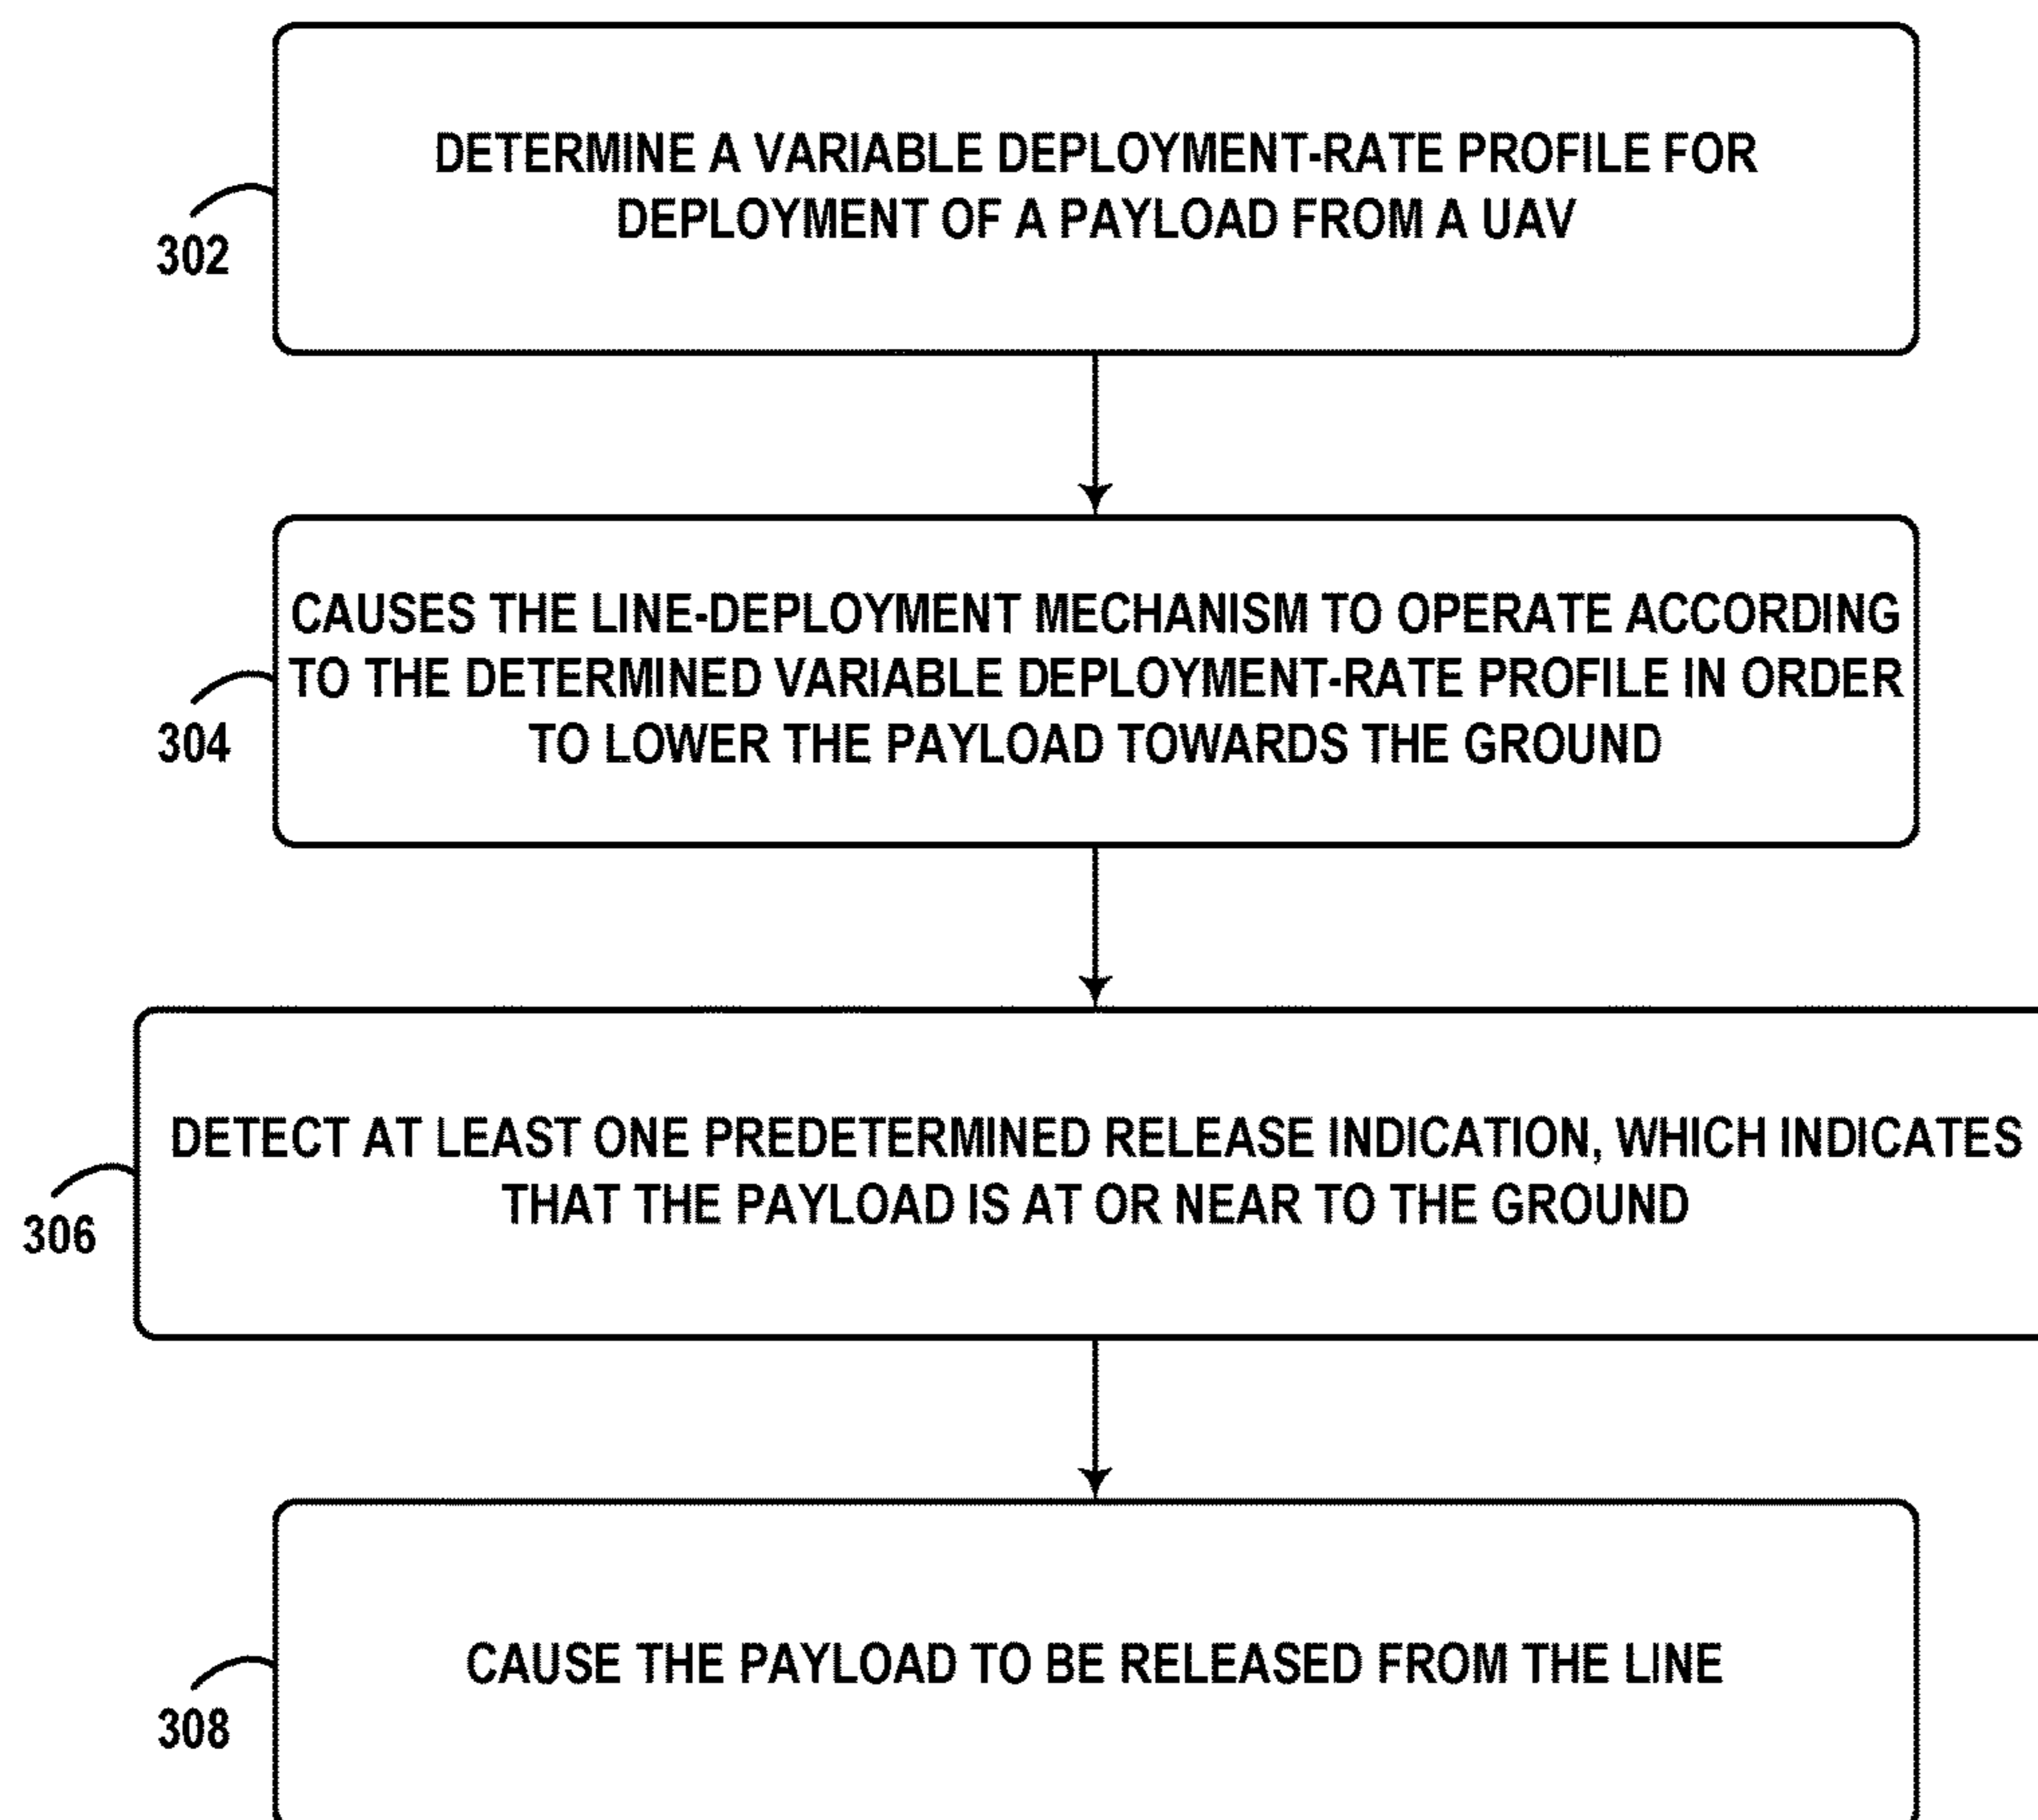 DETERMINE A VARIABLE DEPLOYMENT-RATE PROFILE FOR
DEPLOYMENT OF A PAYLOAD FROM A UAV
302
CAUSES THE LINE-DEPLOYMENT MECHANISM TO OPERATE ACCORDING
TO THE DETERMINED VARIABLE DEPLOYMENT-RATE PROFILE IN ORDER
TO LOWER THE PAYLOAD TOWARDS THE GROUND
304
DETECT AT LEAST ONE PREDETERMINED RELEASE INDICATION, WHICH INDICATES
THAT THE PAYLOAD IS AT OR NEAR TO THE GROUND
306
CAUSE THE PAYLOAD TO BE RELEASED FROM THE LINE
308